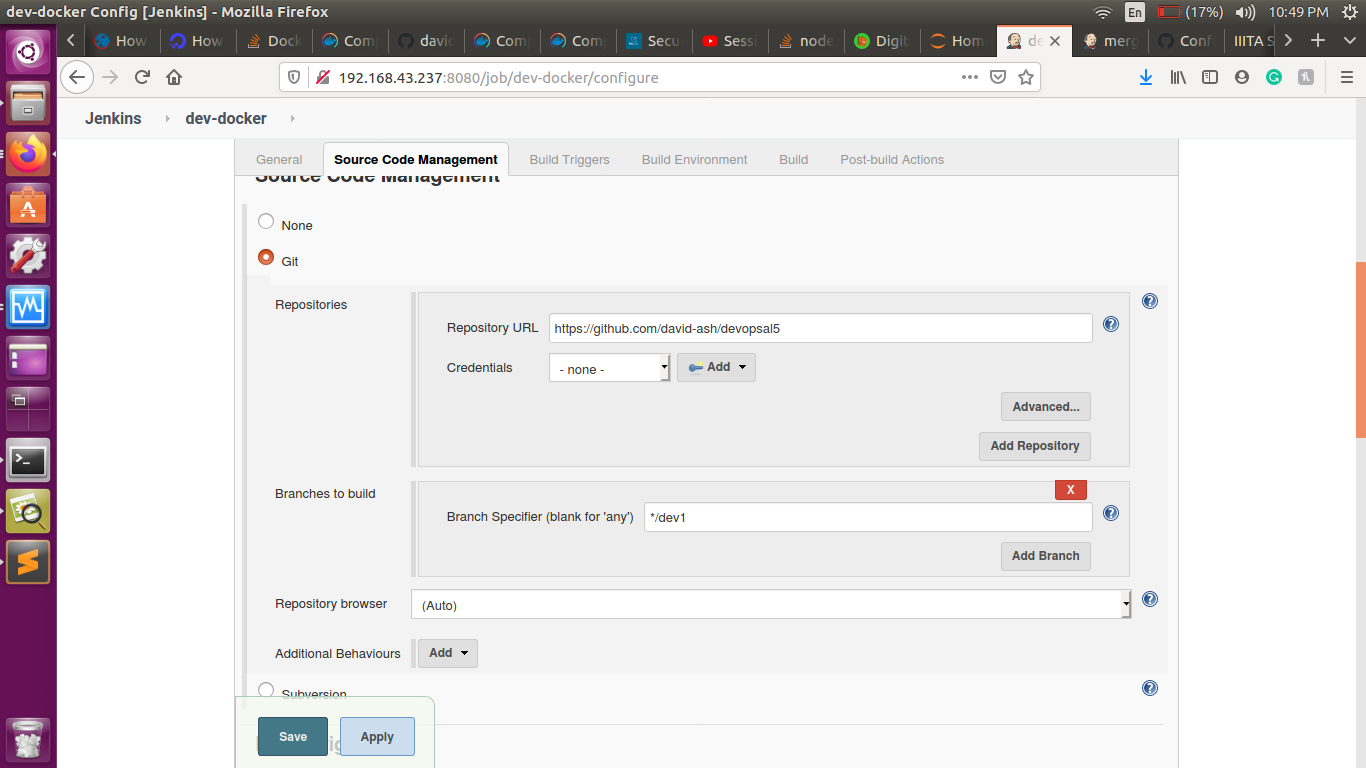 dev-docker Config [Jenkins] - Mozilla Firefox
En (17%) 10:49 PM
How How Dock Comp david Comp Comp Secu Sessi node Digit Hom de merg Conf IIITA S
192.168.43.237:8080/job/dev-docker/configure
Jenkins dev-docker
General Source Code Management Build Triggers Build Environment Build Post-build Actions
Source Code Management
None
Git
Repositories
Repository URL https://github.com/david-ash/devopsal5
Credentials - none - Add
Advanced...
Add Repository
Branches to build
X
Branch Specifier (blank for 'any') */dev1
Add Branch
Repository browser (Auto)
Additional Behaviours Add
Subversion
Save Apply